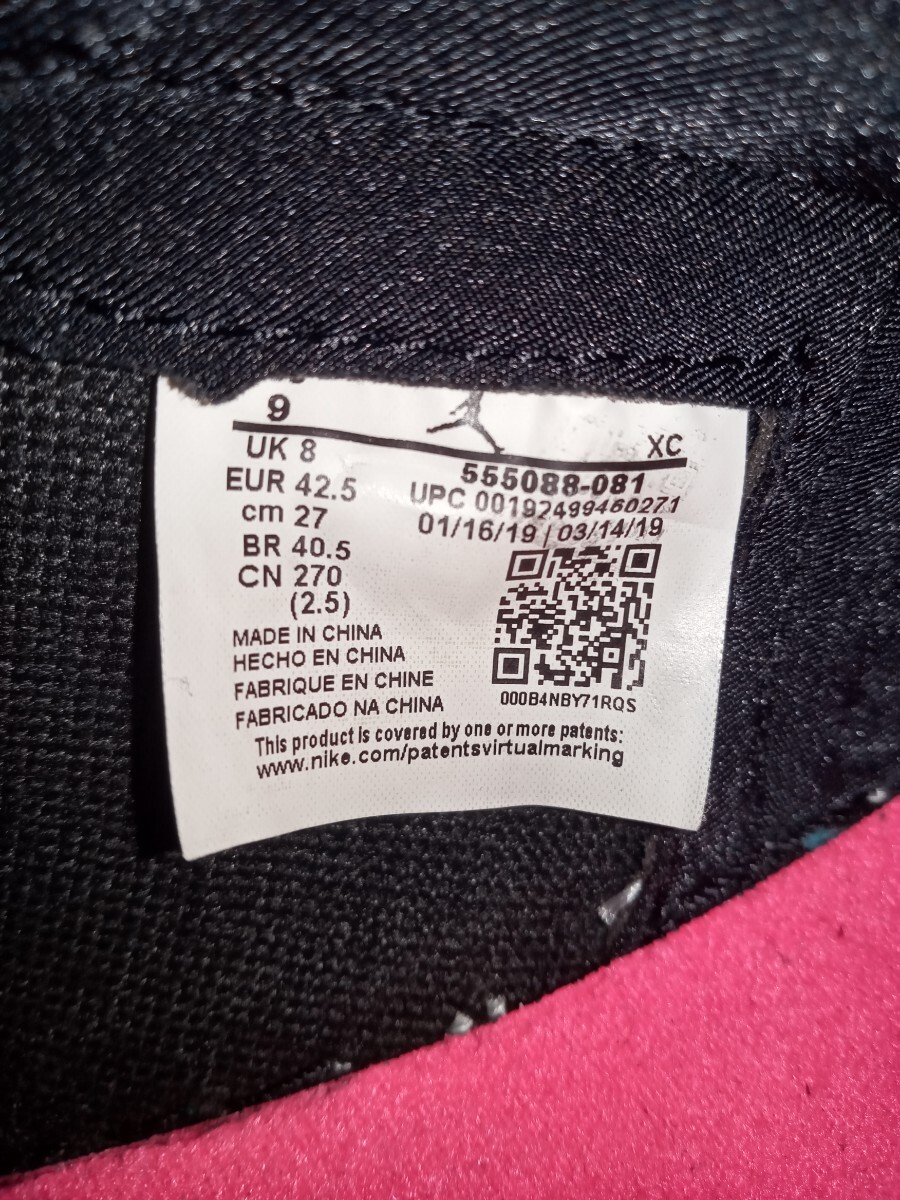 9
XC
UK 8
EUR 42.5
cm 27
BR 40.5
CN 270
(2.5)
555088-081
UPC 00192499460271
01/16/19 | 03/14/19
000B4NBY71RQS
MADE IN CHINA
HECHO EN CHINA
FABRIQUE EN CHINE
FABRICADO NA CHINA
This product is covered by one or more patents:
www.nike.com/patentsvirtualmarking